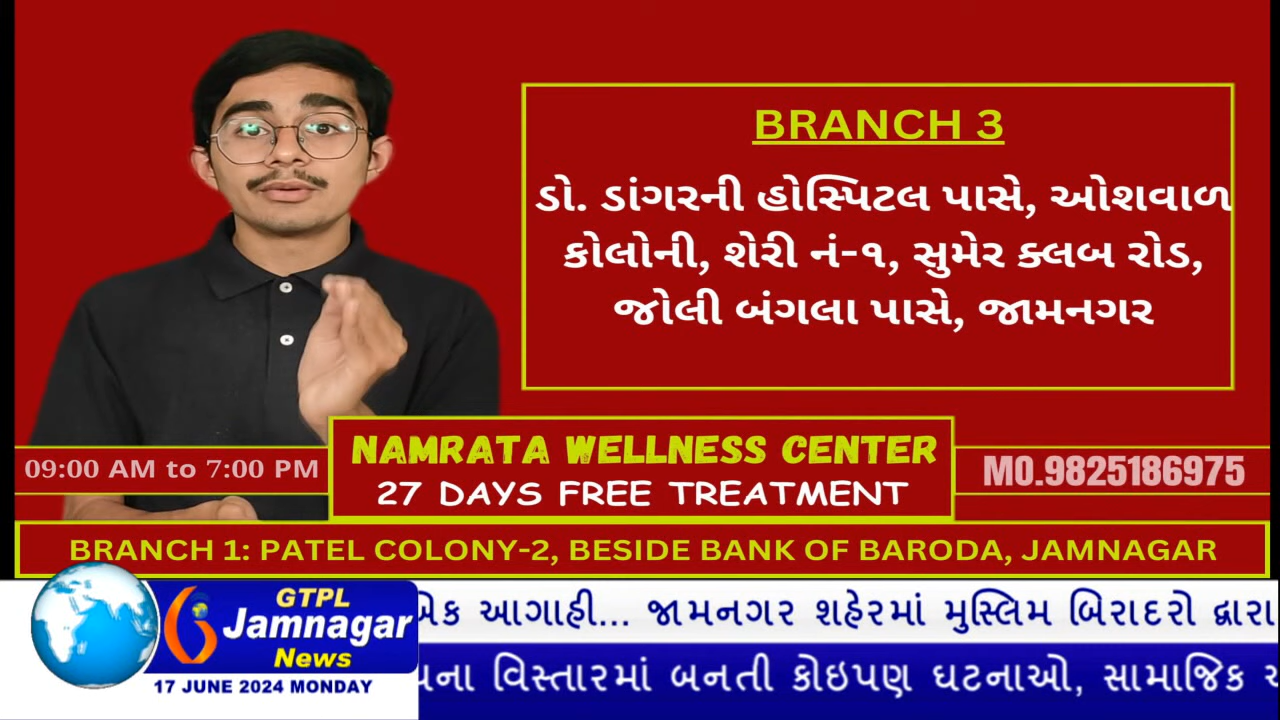 BRANCH 3
ડો. ડાંગરની હોસ્પિટલ પાસે, ઓશવાળ
કોલોની, શેરી નં-૧, સુમેર ક્લબ રોડ,
જોલી બંગલા પાસે, જામનગર
NAMRATA WELLNESS CENTER
27 DAYS FREE TREATMENT
09:00 AM to 7:00 PM
MO.9825186975
BRANCH 1: PATEL COLONY-2, BESIDE BANK OF BARODA, JAMNAGAR
GTPL
Jamnagar
News
17 JUNE 2024 MONDAY
આગાહી... જામનગર શહેરમાં મુસ્લિમ બિરાદરો દ્વારા
વિસ્તારમાં બનતી કોઇપણ ઘટનાઓ, સામાજિક